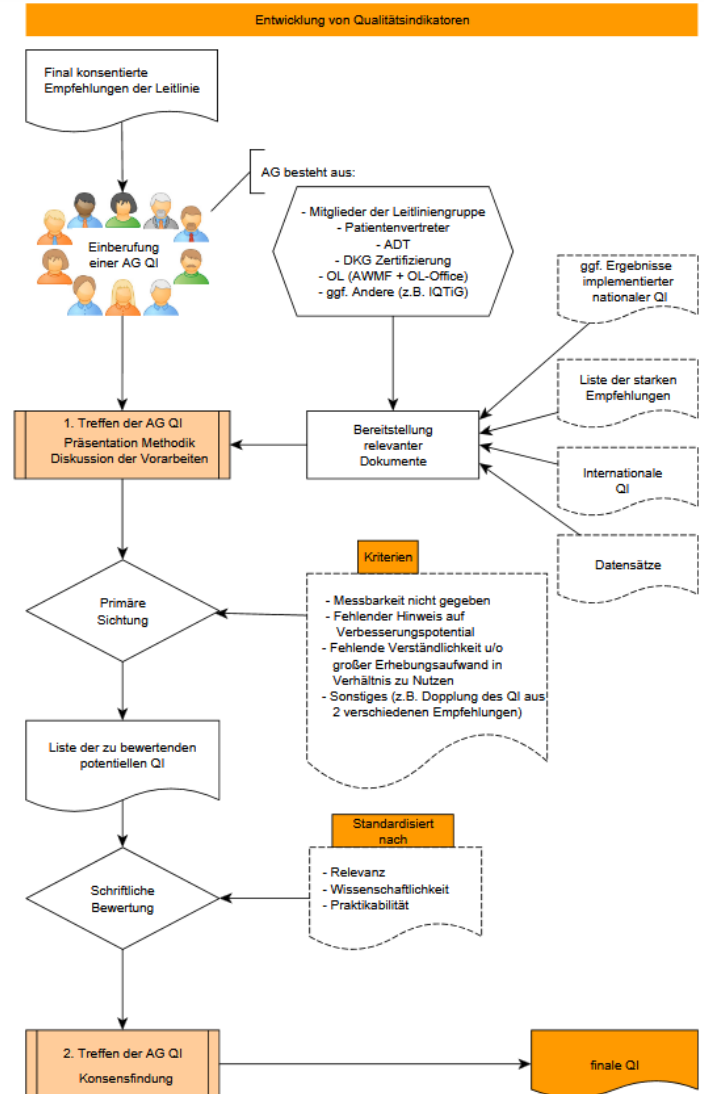 Entwicklung von Qualitätsindikatoren
Final konsentierte
Empfehlungen der Leitlinie
AG besteht aus:
Einberufung
einer AG QI
- Mitglieder der Leitliniengruppe
- Patientenvertreter
- ADT
- DKG Zertifizierung
- OL (AWMF + OL-Office)
- ggf. Andere (z.B. IQTiG)
ggf. Ergebnisse
implementierter
nationaler QI
Liste der starken
Empfehlungen
Internationale
QI
Datensätze
1. Treffen der AG QI
Präsentation Methodik
Diskussion der Vorarbeiten
Bereitstellung
relevanter
Dokumente
Primäre
Sichtung
Kriterien
- Messbarkeit nicht gegeben
- Fehlender Hinweis auf
Verbesserungspotential
- Fehlende Verständlichkeit u/o
großer Erhebungsaufwand in
Verhältnis zu Nutzen
- Sonstiges (z.B. Dopplung des QI aus
2 verschiedenen Empfehlungen)
Liste der zu bewertenden
potentiellen QI
Standardisiert
nach
- Relevanz
- Wissenschaftlichkeit
- Praktikabilität
Schriftliche
Bewertung
2. Treffen der AG QI
Konsensfindung
finale QI